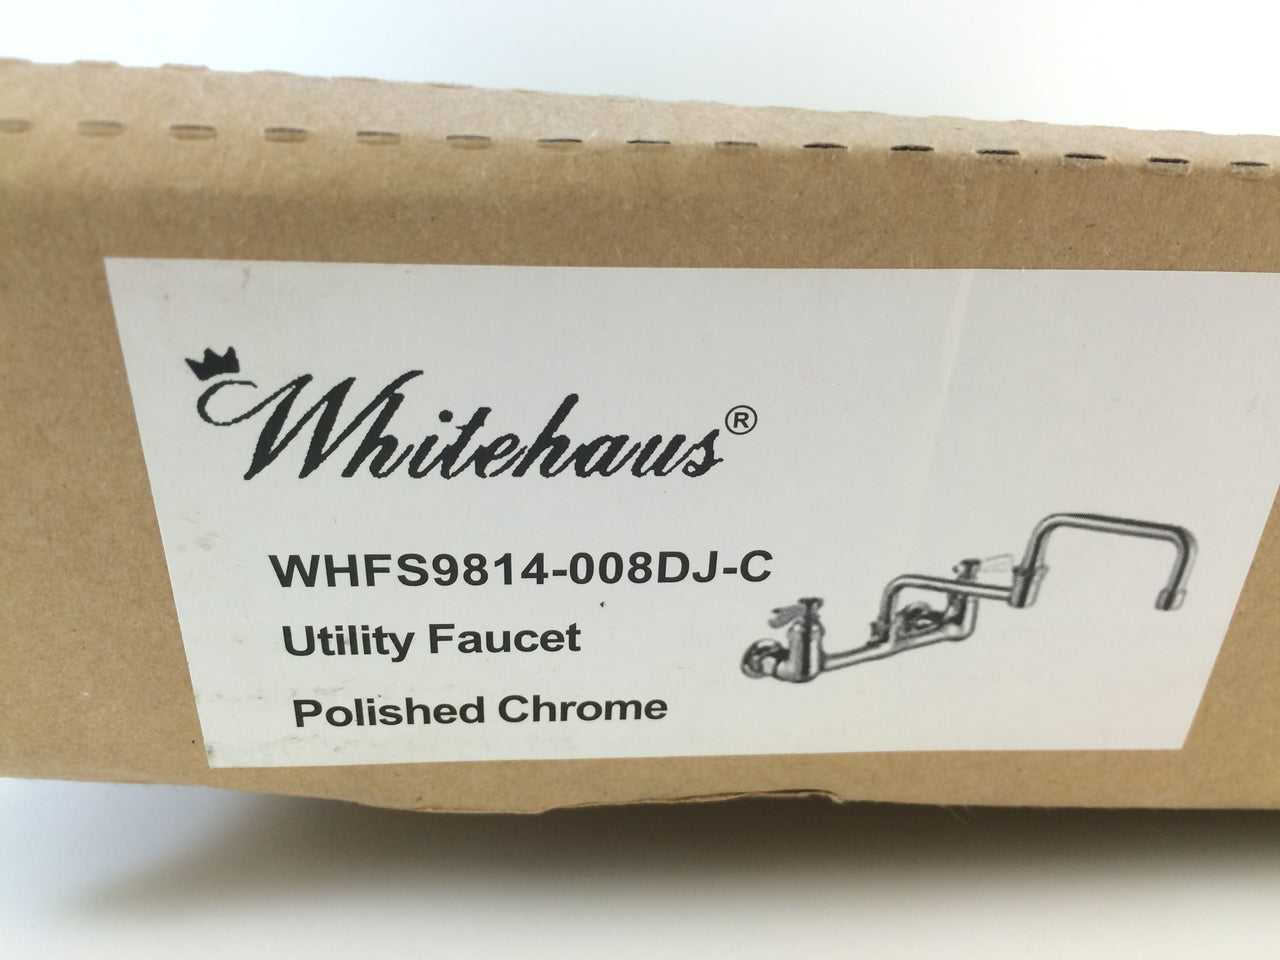 Whitehaus®
WHFS9814-008DJ-C
Utility Faucet
Polished Chrome